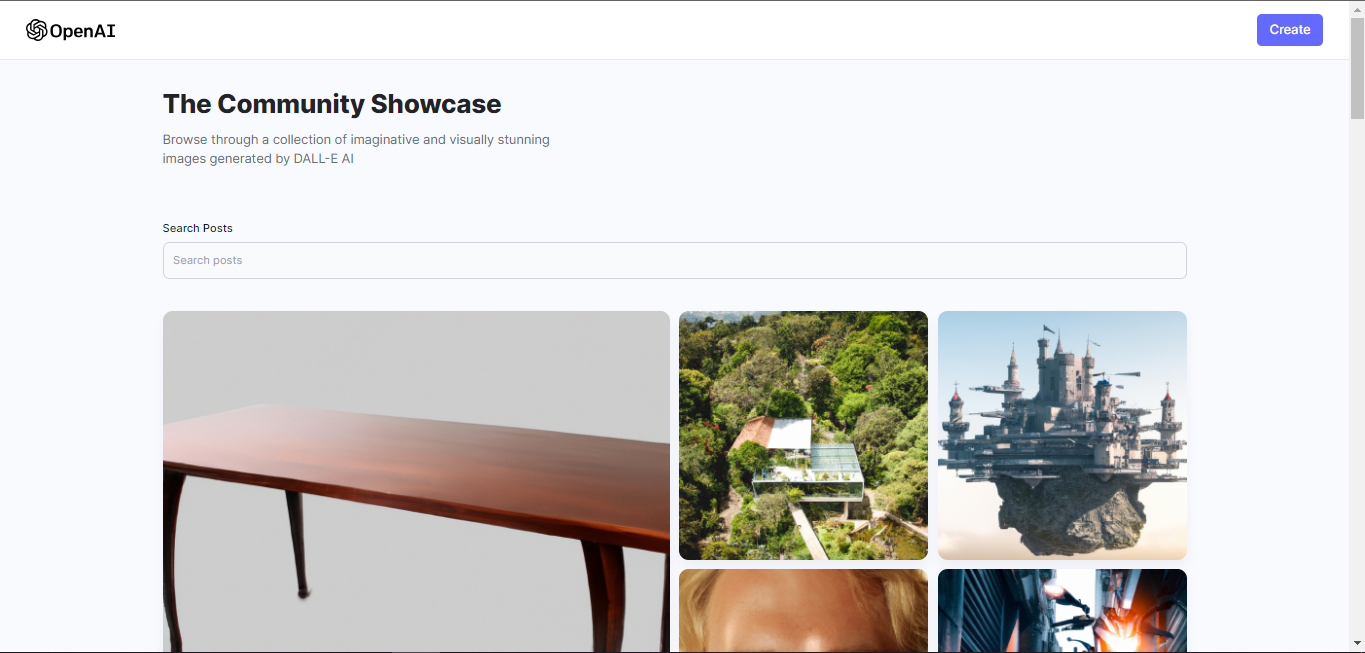 OpenAI
Create
The Community Showcase
Browse through a collection of imaginative and visually stunning
images generated by DALL-E AI
Search Posts
Search posts